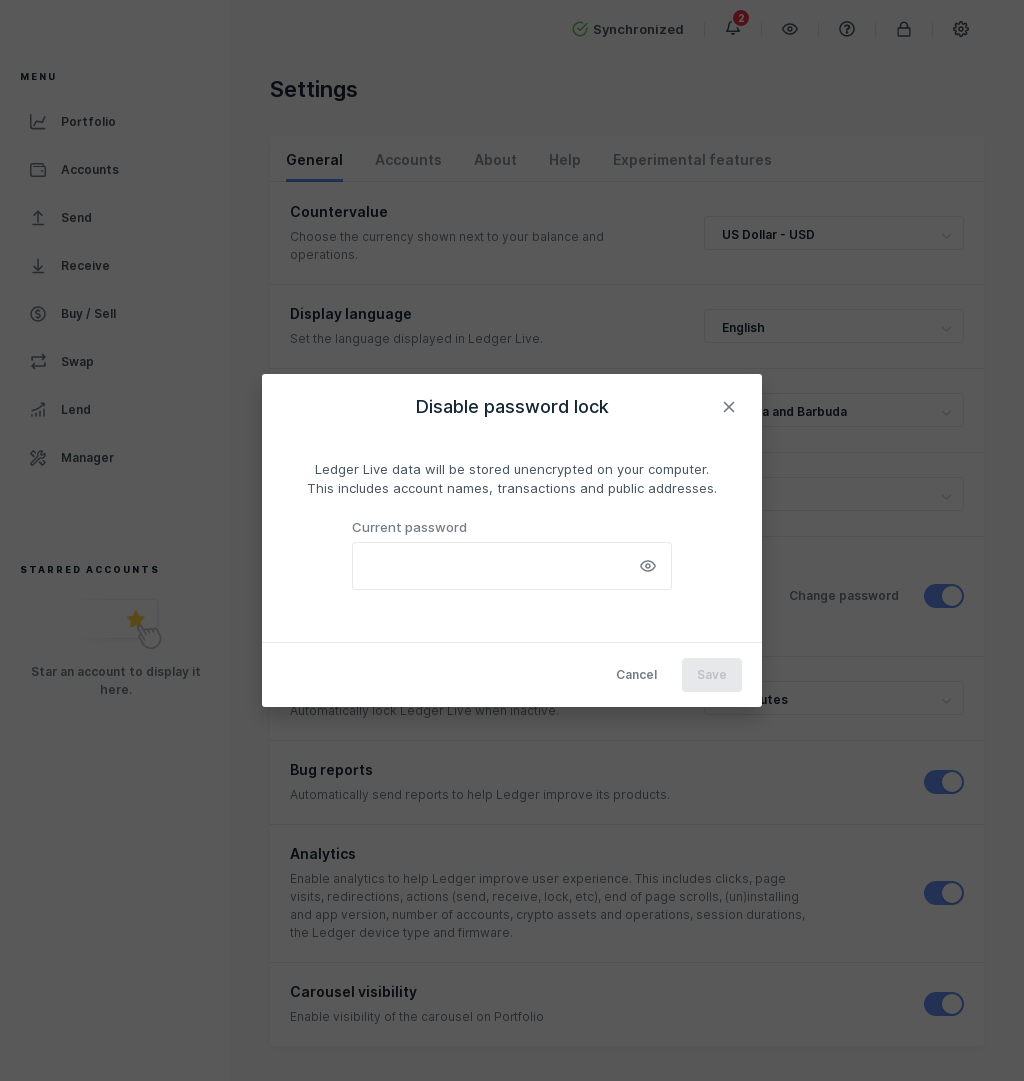 Synchronized
2
MENU
Portfolio
Accounts
Send
Receive
Buy / Sell
Swap
Lend
Manager
STARRED ACCOUNTS
Star an account to display it
here.
Settings
General
Accounts
About
Help
Experimental features
Countervalue
Choose the currency shown next to your balance and
operations.
US Dollar - USD
Display language
Set the language displayed in Ledger Live.
English
a and Barbuda
Disable password lock
Ledger Live data will be stored unencrypted on your computer.
This includes account names, transactions and public addresses.
Current password
Cancel
Save
Change password
Automatically lock Ledger Live when inactive.
utes
Bug reports
Automatically send reports to help Ledger improve its products.
Analytics
Enable analytics to help Ledger improve user experience. This includes clicks, page
visits, redirections, actions (send, receive, lock, etc), end of page scrolls, (un)installing
and app version, number of accounts, crypto assets and operations, session durations,
the Ledger device type and firmware.
Carousel visibility
Enable visibility of the carousel on Portfolio